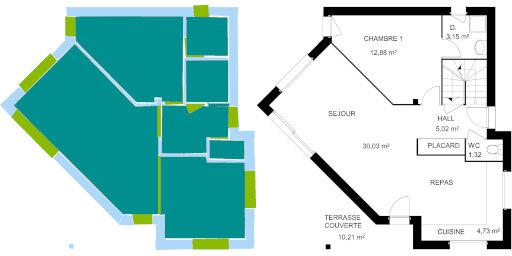 CHAMBRE 1
12,88 m²
D.
3,15 m²
SEJOUR
HALL
5,02 m²
30,03 m²
PLACARD
WC
1,32
REPAS
TERRASSE
COUVERTE
10,21 m²
CUISINE 4,73 m²